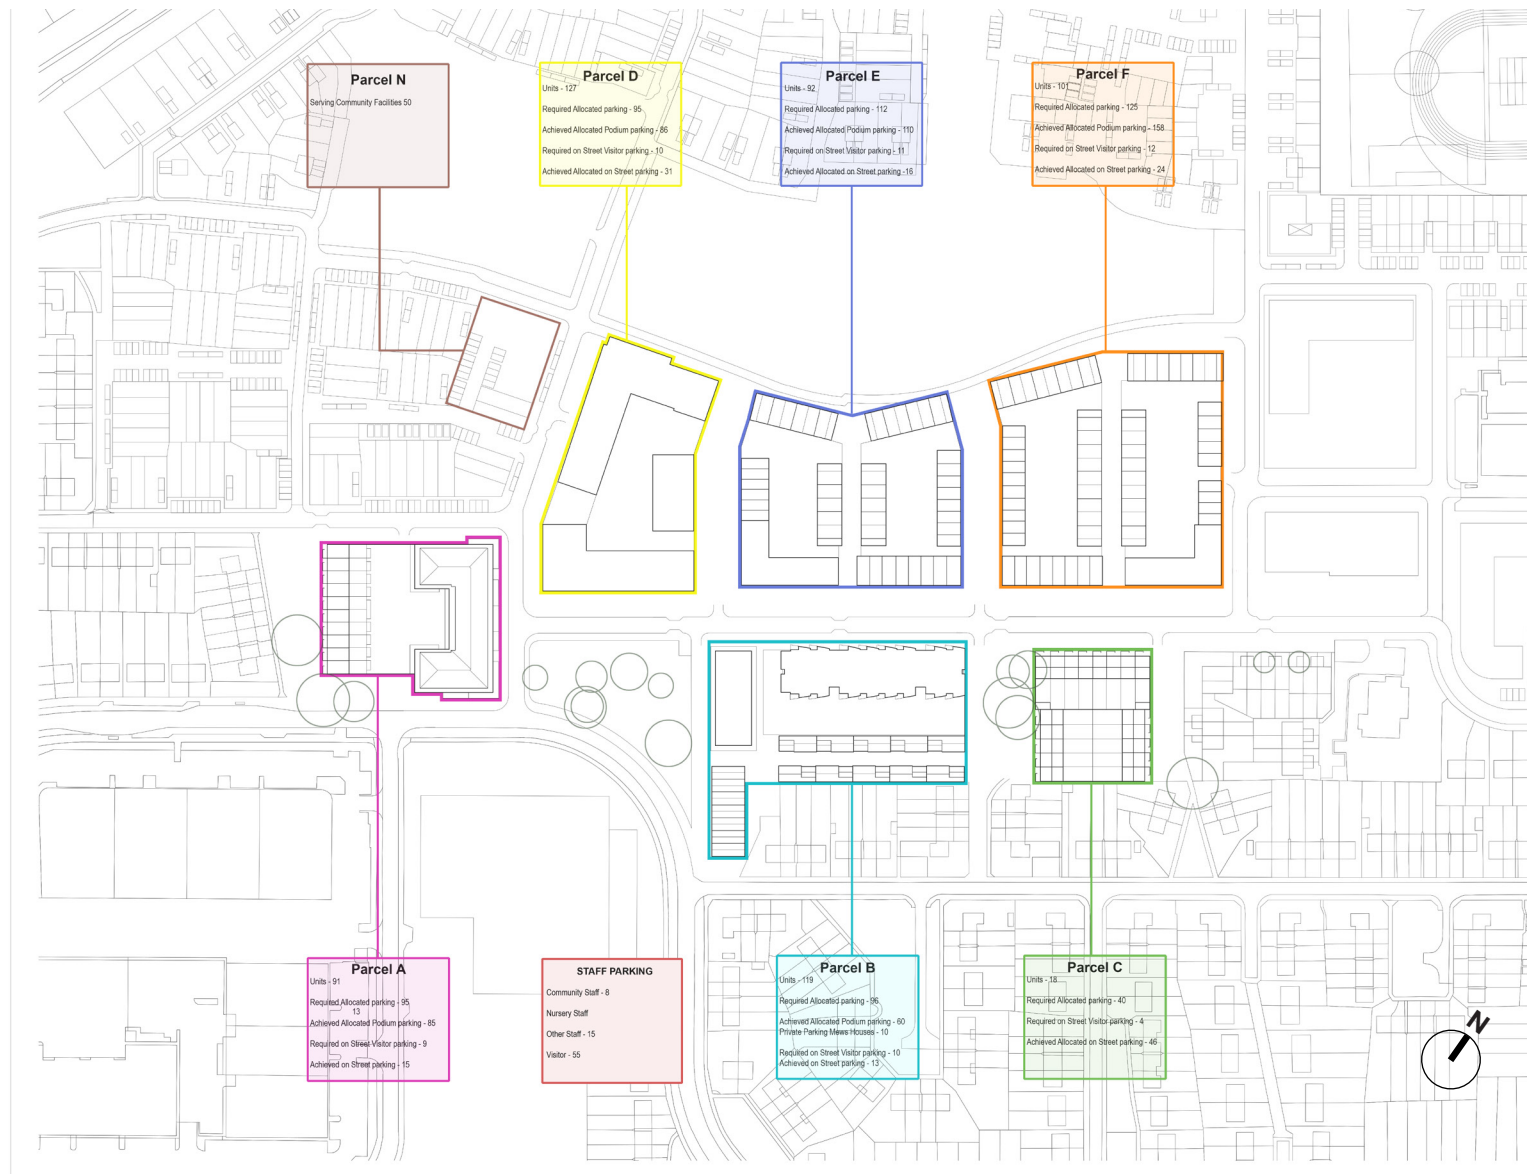 Parcel N
Serving Community Facilities 50
Parcel D
Units - 127
Required Allocated parking - 95
Achieved Allocated Podium parking - 86
Required on Street Visitor parking - 10
Achieved Allocated on Street parking - 31
Parcel E
Units - 92
Required Allocated parking - 112
Achieved Allocated Podium parking - 110
Required on Street Visitor parking - 11
Achieved Allocated on Street parking -16
Parcel F
Units - 101
Required Allocated parking - 125
Achieved Allocated Podium parking - 158
Required on Street Visitor parking - 12
Achieved Allocated on Street parking - 24
Parcel A
Units - 91
Required Allocated parking - 95
13
Achieved Allocated Podium parking - 85
Required on Street Visitor parking - 9
Achieved on Street parking - 15
STAFF PARKING
Community Staff - 8
Nursery Staff
Other Staff - 15
Visitor - 55
Parcel B
Units - 119
Required Allocated parking - 96
Achieved Allocated Podium parking - 60
Private Parking Mews Houses - 10
Required on Street Visitor parking - 10
Achieved on Street parking - 13
Parcel C
Units - 18
Required Allocated parking - 40
Required on Street Visitor parking - 4
Achieved Allocated on Street parking - 46
N